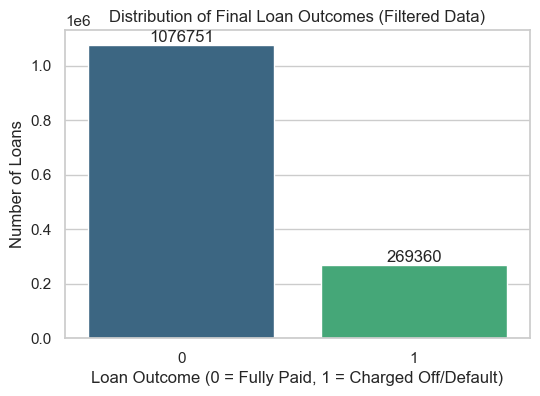 Distribution of Final Loan Outcomes (Filtered Data)
1e6
1076751
269360
1.0
0.8
0.6
0.4
0.2
0.0
Number of Loans
0
1
Loan Outcome (0 = Fully Paid, 1 = Charged Off/Default)